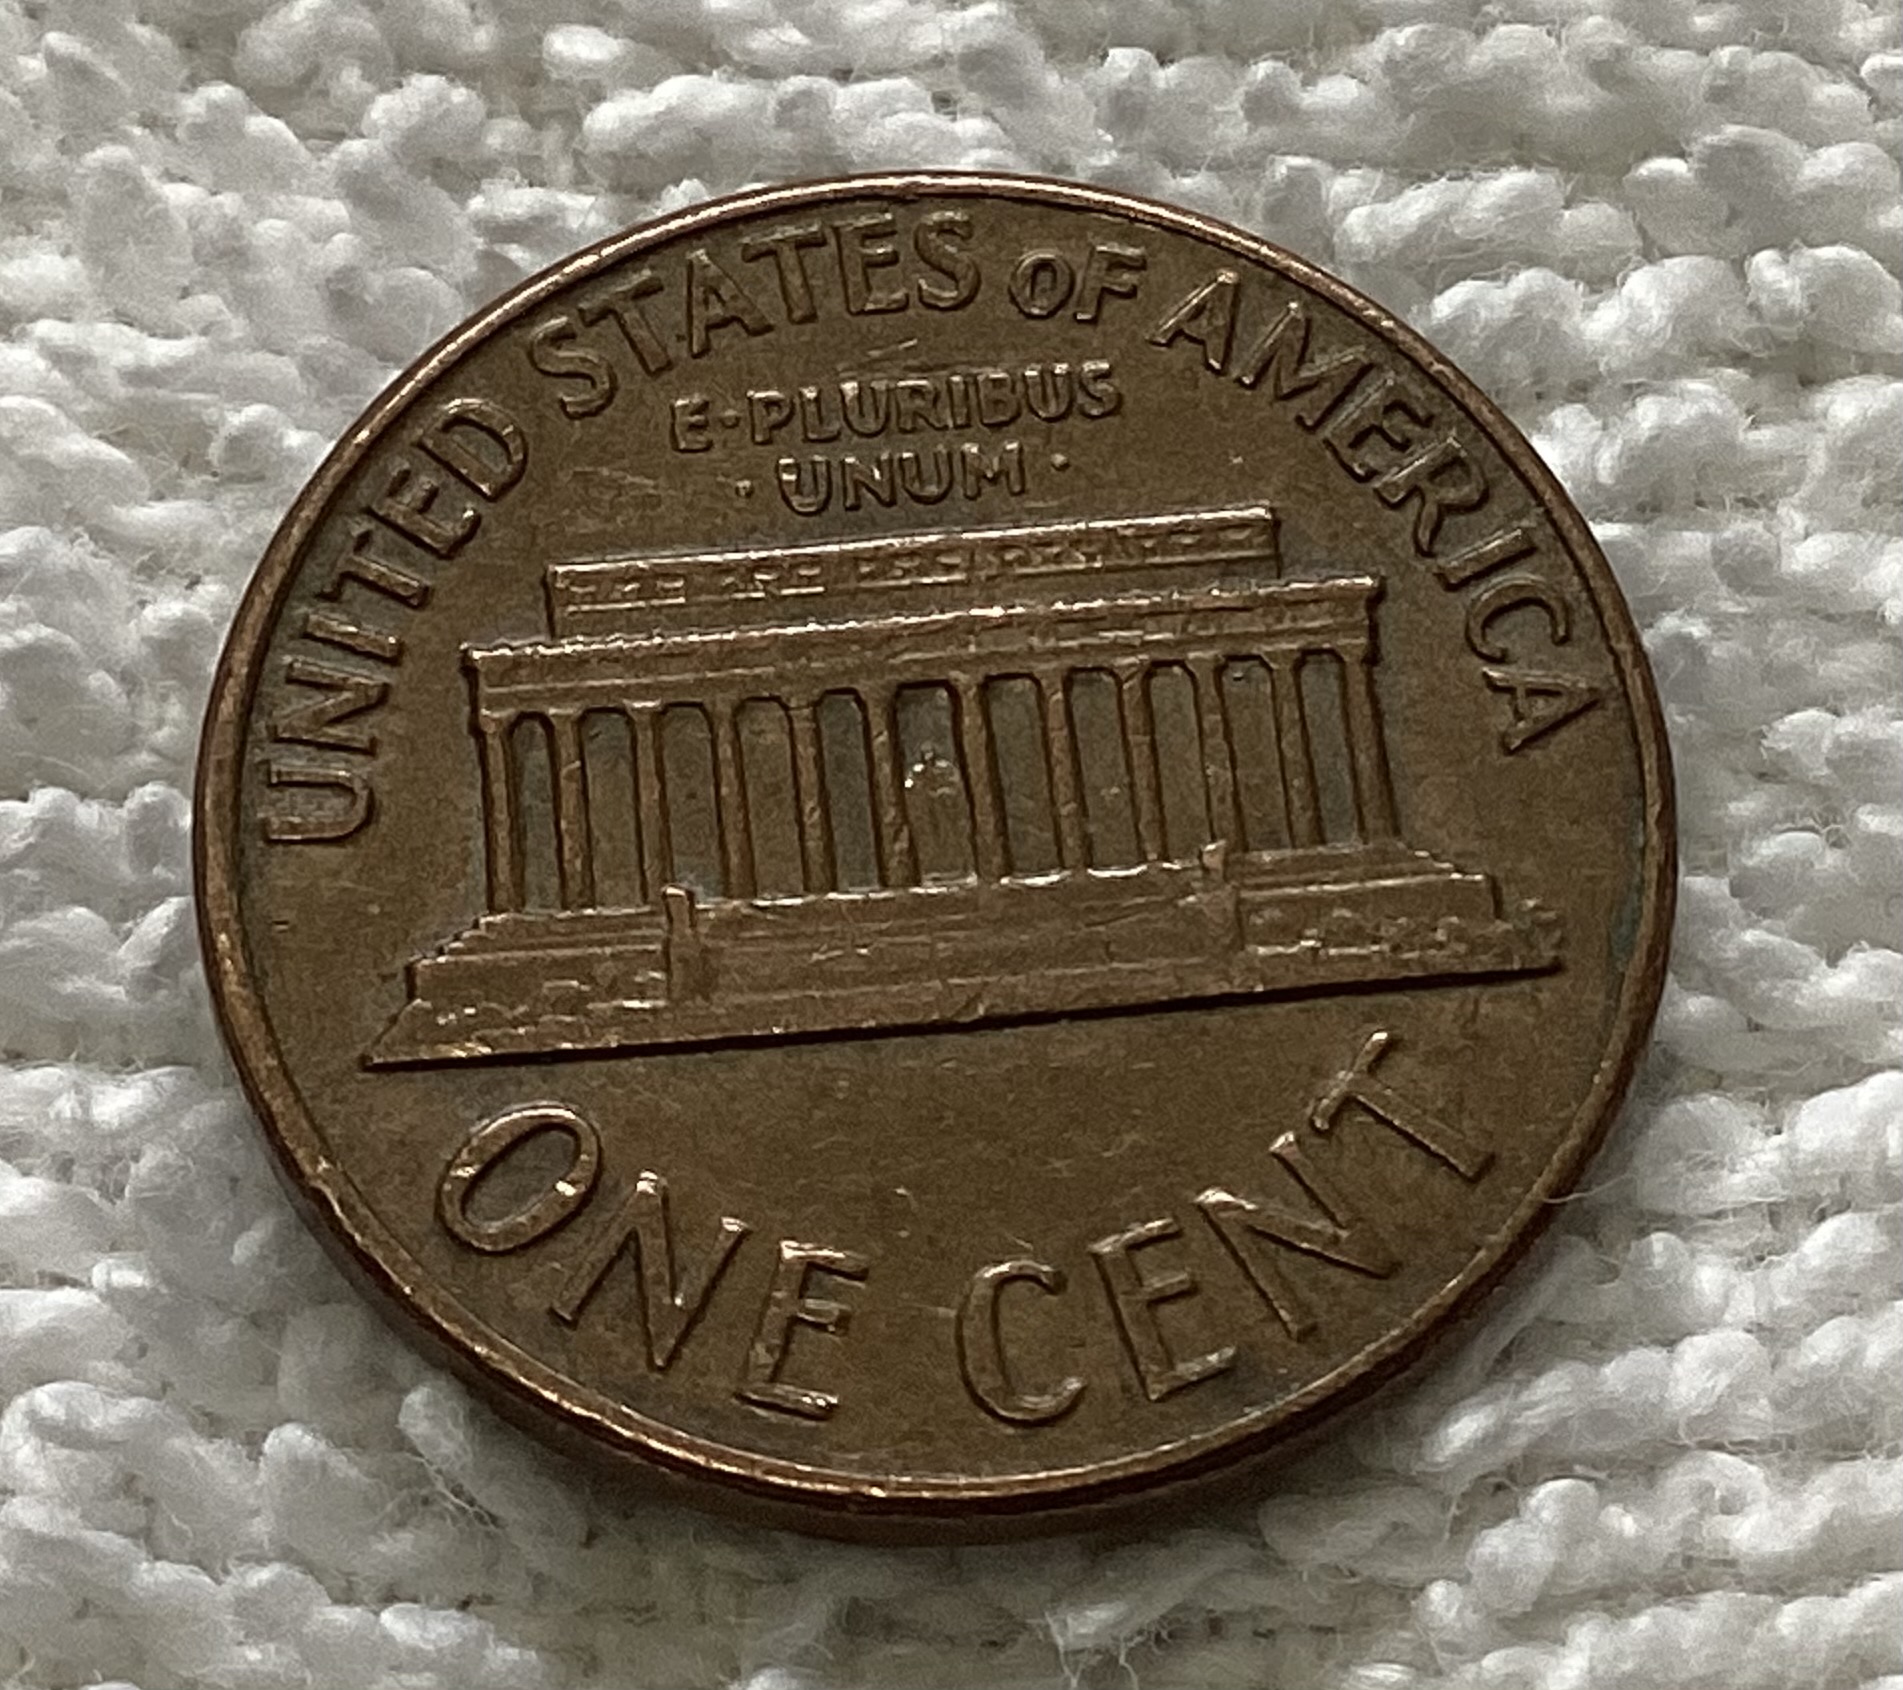 UNITED STATES OF AMERICA
E·PLURIBUS
·UNUM·
ONE CENT